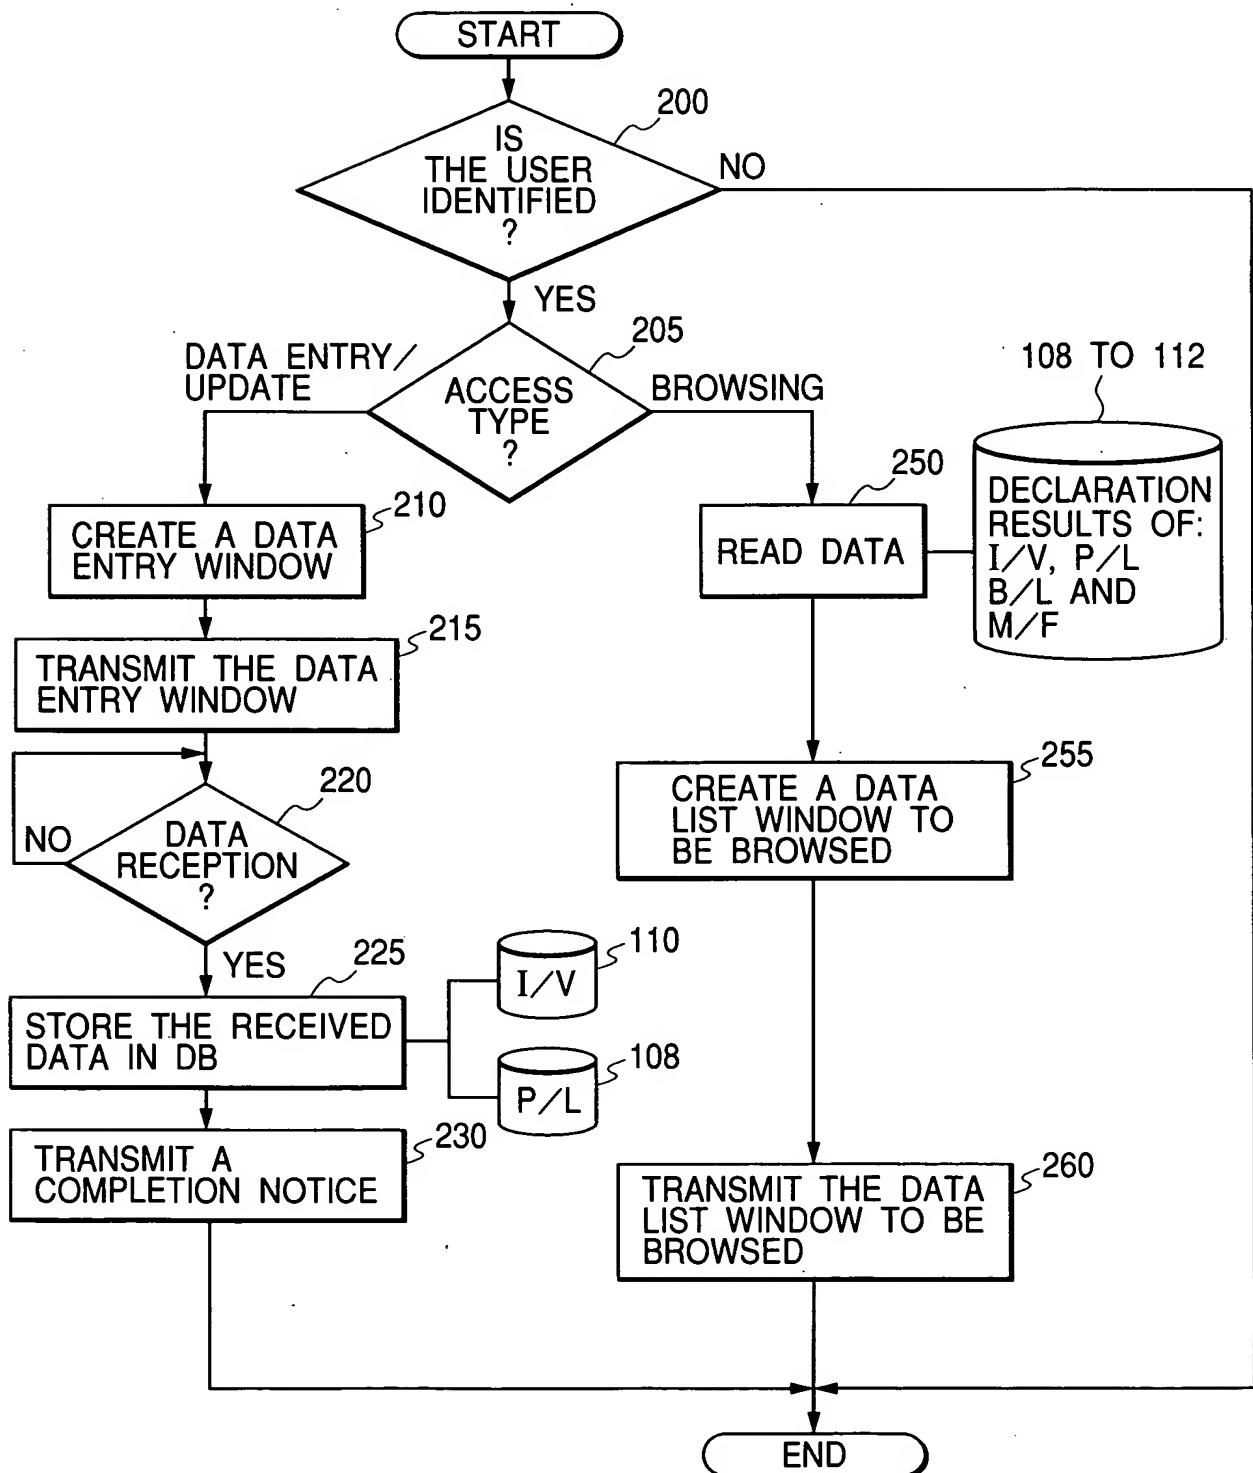 START
200
IS
THE USER
IDENTIFIED
?
NO
YES
205
DATA ENTRY/
UPDATE
ACCESS
TYPE
?
BROWSING
108 TO 112
DECLARATION
RESULTS OF:
I/V, P/L
B/L AND
M/F
210
CREATE A DATA
ENTRY WINDOW
250
READ DATA
215
TRANSMIT THE DATA
ENTRY WINDOW
220
DATA
RECEPTION
?
NO
YES
255
CREATE A DATA
LIST WINDOW TO
BE BROWSED
225
STORE THE RECEIVED
DATA IN DB
110
I/V
108
P/L
230
TRANSMIT A
COMPLETION NOTICE
260
TRANSMIT THE DATA
LIST WINDOW TO BE
BROWSED
END